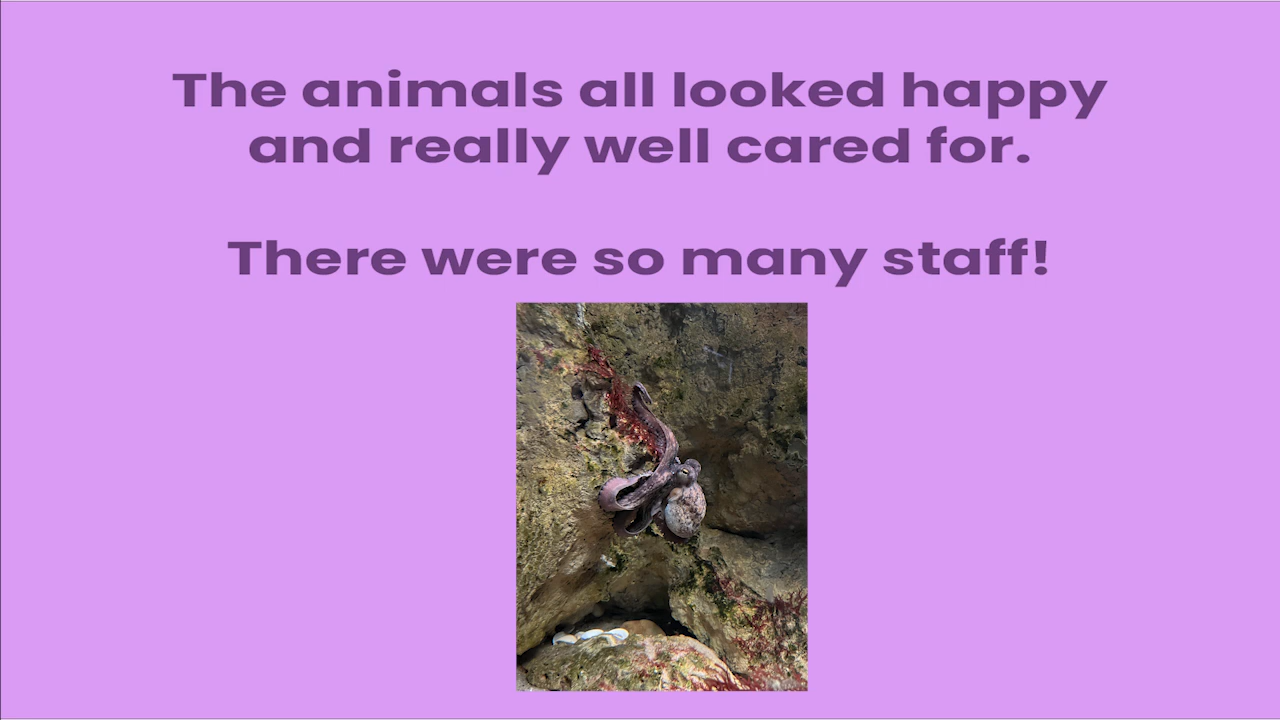 The animals all looked happy
and really well cared for.
There were so many staff!